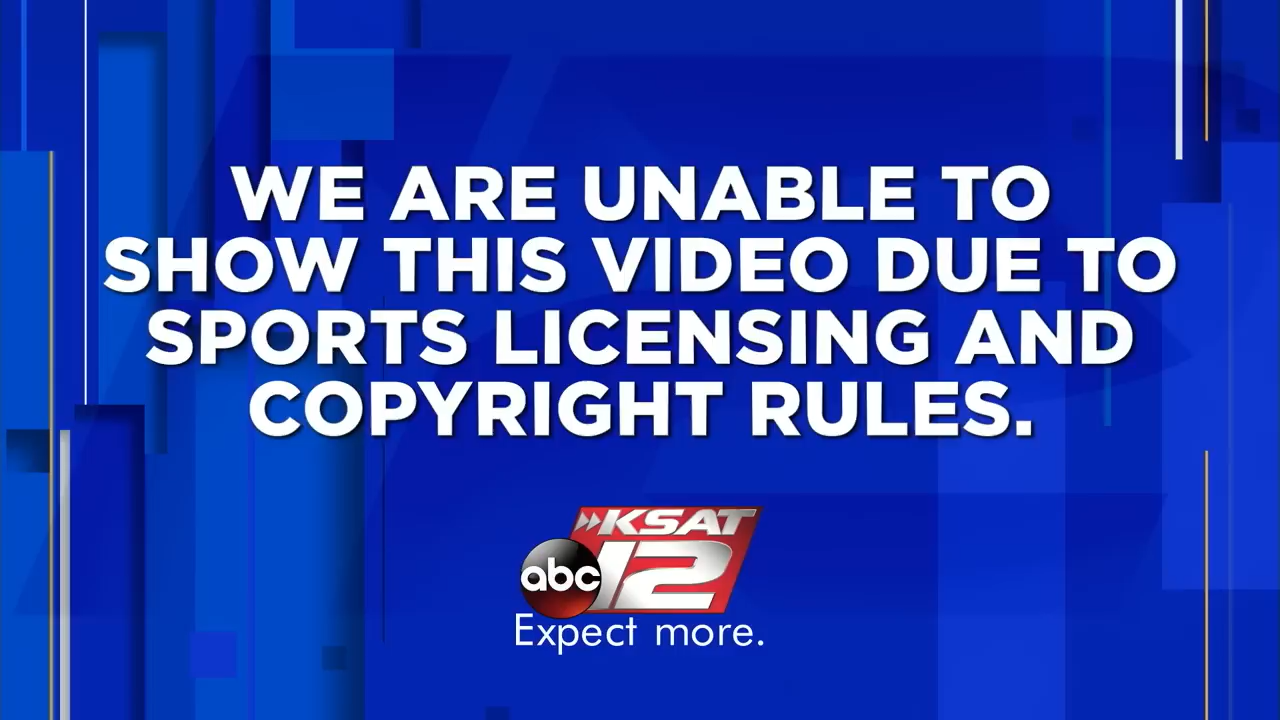 WE ARE UNABLE TO
SHOW THIS VIDEO DUE TO
SPORTS LICENSING AND
COPYRIGHT RULES.
KSAT
abc 12
Expect more.